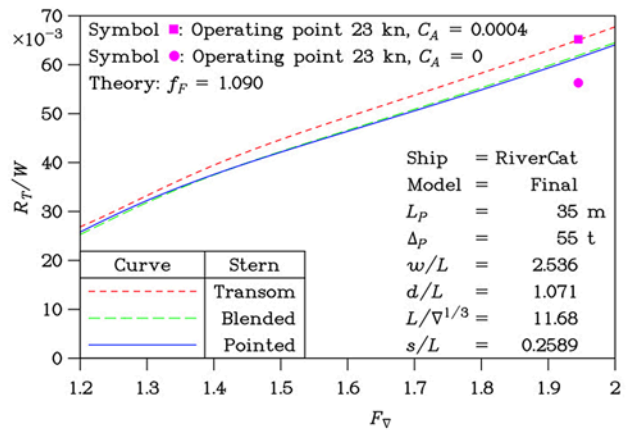 70
×10⁻³
60
50
40
30
20
10
0
R_T/W
Symbol ■: Operating point 23 kn, C_A = 0.0004
Symbol ●: Operating point 23 kn, C_A = 0
Theory: f_F = 1.090
Ship = RiverCat
Model = Final
L_P = 35 m
Δ_P = 55 t
w/L = 2.536
d/L = 1.071
L/∇^{1/3} = 11.68
s/L = 0.2589
Curve Stern
Transom
Blended
Pointed
1.2 1.3 1.4 1.5 1.6 1.7 1.8 1.9 2
F_∇